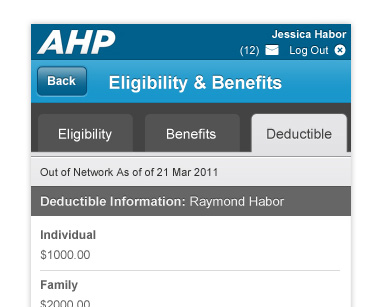 AHP
Jessica Habor
(12) Log Out
Back
Eligibility & Benefits
Eligibility
Benefits
Deductible
Out of Network As of of 21 Mar 2011
Deductible Information: Raymond Habor
Individual
$1000.00
Family
$2000.00